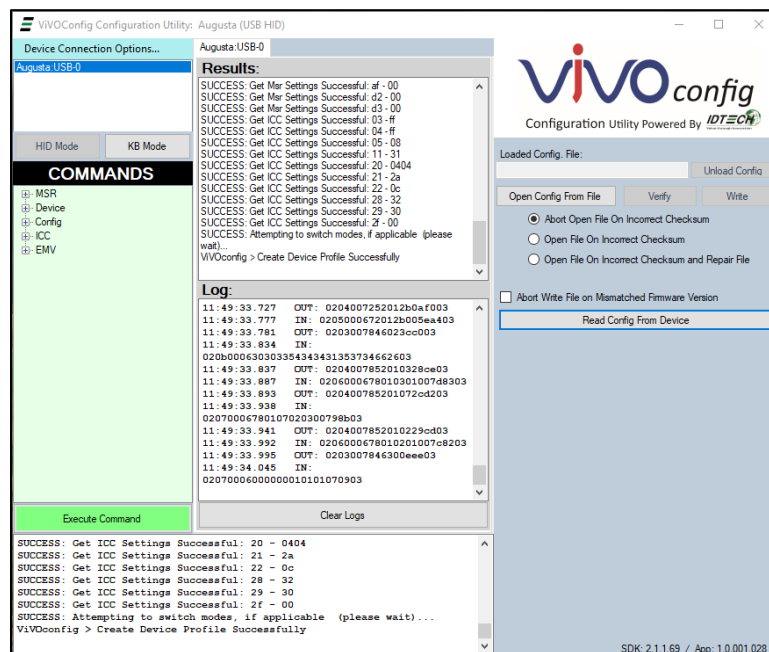 ViVOConfig Configuration Utility: Augusta (USB HID)
Device Connection Options...
Augusta:USB-0
HID Mode
KB Mode
COMMANDS
MSR
Device
Config
ICC
EMV
Execute Command
Augusta:USB-0
Results:
SUCCESS: Get Msr Settings Successful: af - 00
SUCCESS: Get Msr Settings Successful: d2 - 00
SUCCESS: Get Msr Settings Successful: d3 - 00
SUCCESS: Get ICC Settings Successful: 03 - ff
SUCCESS: Get ICC Settings Successful: 04 - ff
SUCCESS: Get ICC Settings Successful: 05 - 08
SUCCESS: Get ICC Settings Successful: 11 - 31
SUCCESS: Get ICC Settings Successful: 20 - 0404
SUCCESS: Get ICC Settings Successful: 21 - 2a
SUCCESS: Get ICC Settings Successful: 22 - 0c
SUCCESS: Get ICC Settings Successful: 28 - 32
SUCCESS: Get ICC Settings Successful: 29 - 30
SUCCESS: Get ICC Settings Successful: 2f - 00
SUCCESS: Attempting to switch modes, if applicable (please
wait)...
ViVOconfig > Create Device Profile Successfully
Log:
11:49:33.727 OUT: 0204007252012b0af003
11:49:33.777 IN: 0205000672012b005ea403
11:49:33.781 OUT: 0203007846023cc003
11:49:33.834 IN:
020b0006303033543434313537346​62603
11:49:33.837 OUT: 0204007852010328ce03
11:49:33.887 IN: 0206000678010301007d8303
11:49:33.893 OUT: 020400785201072cd203
11:49:33.938 IN:
02070006780107020300798b03
11:49:33.941 OUT: 0204007852010229cd03
11:49:33.992 IN: 0206000678010201007c8203
11:49:33.995 OUT: 0203007846300eee03
11:49:34.045 IN:
02070006000000010101070903
Clear Logs
SUCCESS: Get ICC Settings Successful: 20 - 0404
SUCCESS: Get ICC Settings Successful: 21 - 2a
SUCCESS: Get ICC Settings Successful: 22 - 0c
SUCCESS: Get ICC Settings Successful: 28 - 32
SUCCESS: Get ICC Settings Successful: 29 - 30
SUCCESS: Get ICC Settings Successful: 2f - 00
SUCCESS: Attempting to switch modes, if applicable (please wait)...
ViVOconfig > Create Device Profile Successfully
ViVOconfig
Configuration Utility Powered By IDTECH
Loaded Config. File:
Unload Config
Open Config From File
Verify
Write
Abort Open File On Incorrect Checksum
Open File On Incorrect Checksum
Open File On Incorrect Checksum and Repair File
Abort Write File on Mismatched Firmware Version
Read Config From Device
SDK: 2.1.1.69 / App: 1.0.001.028